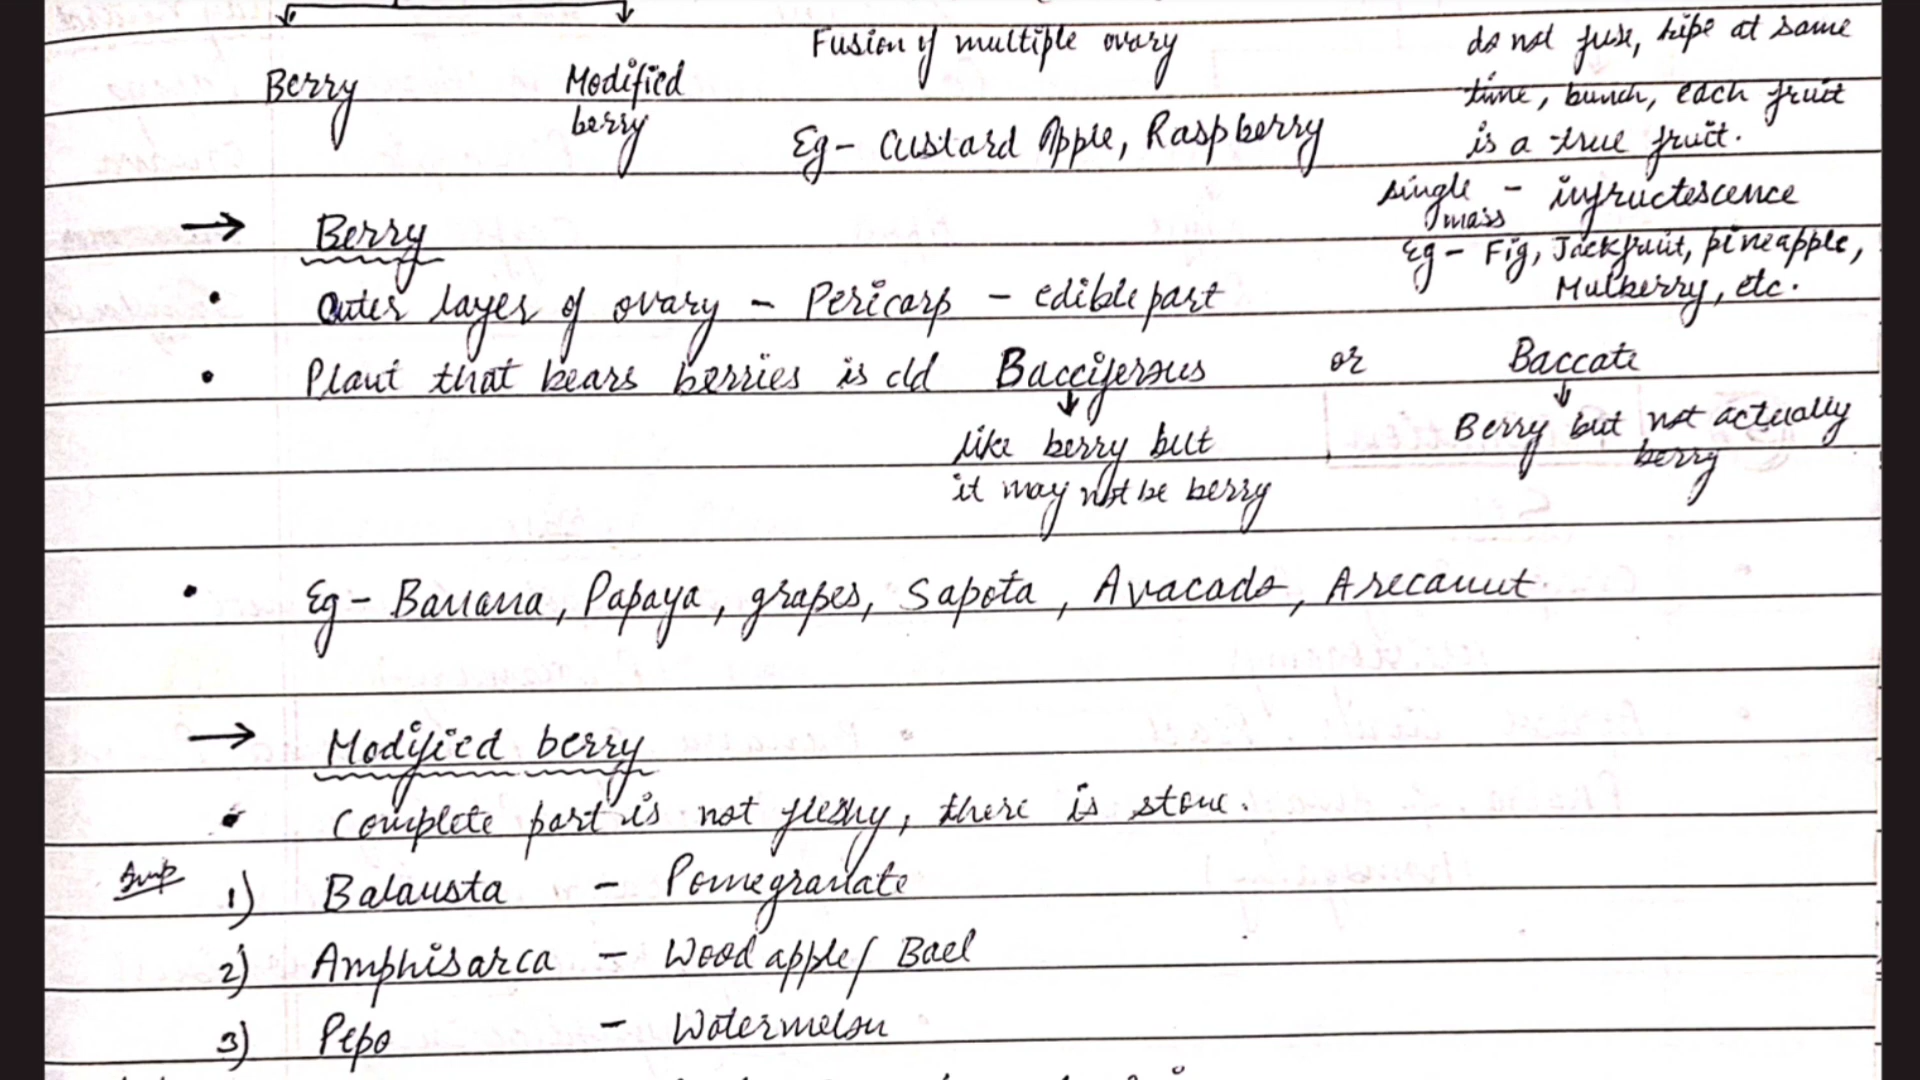 Berry
Modified
berry
Fusion of multiple ovary
Eg - Custard Apple, Raspberry
do not fuse, ripe at same
time, bunch, each fruit
is a true fruit.
single mass - infructescence
Eg - Fig, Jackfruit, pineapple,
Mulberry, etc.
→ Berry
• Outer layer of ovary - Pericarp - edible part
• Plant that bears berries is cld Bacciferous or Baccate
like berry but
it may not be berry
Berry but not actually
berry
• Eg - Banana, Papaya, grapes, Sapota, Avacado, Arecanut.
→ Modified berry
• Complete part is not fleshy, there is stone.
Imp 1) Balausta - Pomegranate
2) Amphisarca - Wood apple/ Bael
3) Pepo - Watermelon